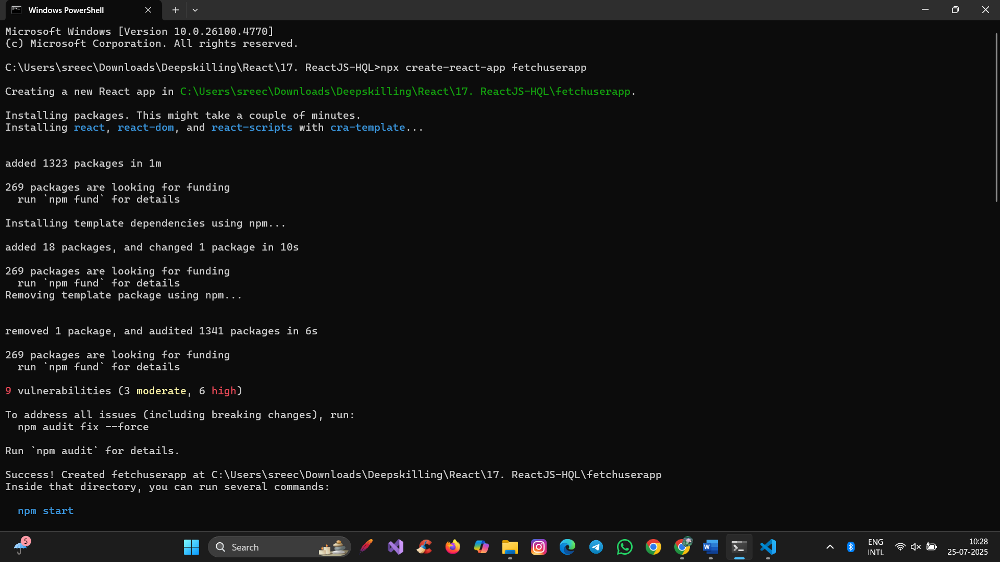 Windows PowerShell
Microsoft Windows [Version 10.0.26100.4770]
(c) Microsoft Corporation. All rights reserved.
C:\Users\sreec\Downloads\Deepskilling\React\17. ReactJS-HQL>npx create-react-app fetchuserapp
Creating a new React app in C:\Users\sreec\Downloads\Deepskilling\React\17. ReactJS-HQL\fetchuserapp.
Installing packages. This might take a couple of minutes.
Installing react, react-dom, and react-scripts with cra-template...
added 1323 packages in 1m
269 packages are looking for funding
  run `npm fund` for details
Installing template dependencies using npm...
added 18 packages, and changed 1 package in 10s
269 packages are looking for funding
  run `npm fund` for details
Removing template package using npm...
removed 1 package, and audited 1341 packages in 6s
269 packages are looking for funding
  run `npm fund` for details
9 vulnerabilities (3 moderate, 6 high)
To address all issues (including breaking changes), run:
  npm audit fix --force
Run `npm audit` for details.
Success! Created fetchuserapp at C:\Users\sreec\Downloads\Deepskilling\React\17. ReactJS-HQL\fetchuserapp
Inside that directory, you can run several commands:
  npm start
5
Search
W
ENG
INTL
10:28
25-07-2025